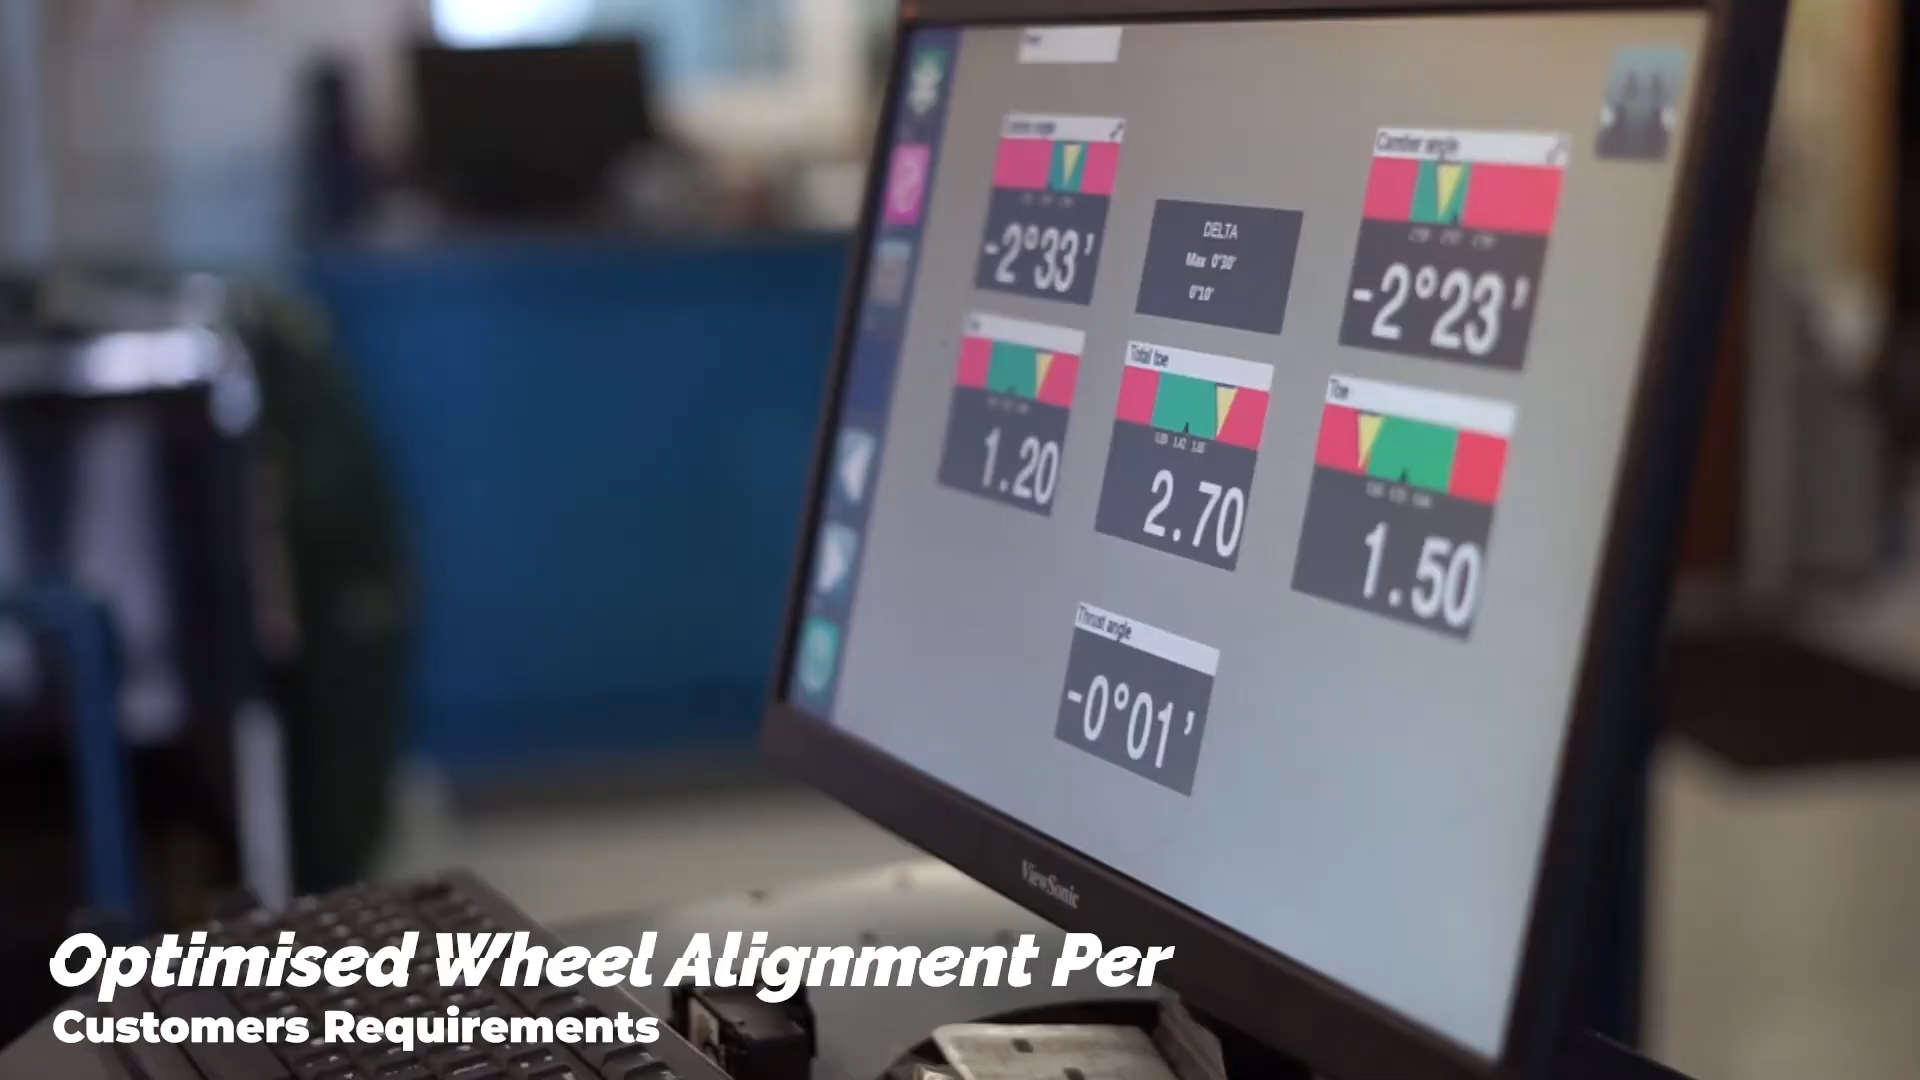 Camber angle
Camber angle
-2°33'
DELTA
Max 0°30'
0°10'
-2°23'
Total toe
Toe
1.20
2.70
1.50
Thrust angle
-0°01'
ViewSonic
Optimised Wheel Alignment Per
Customers Requirements